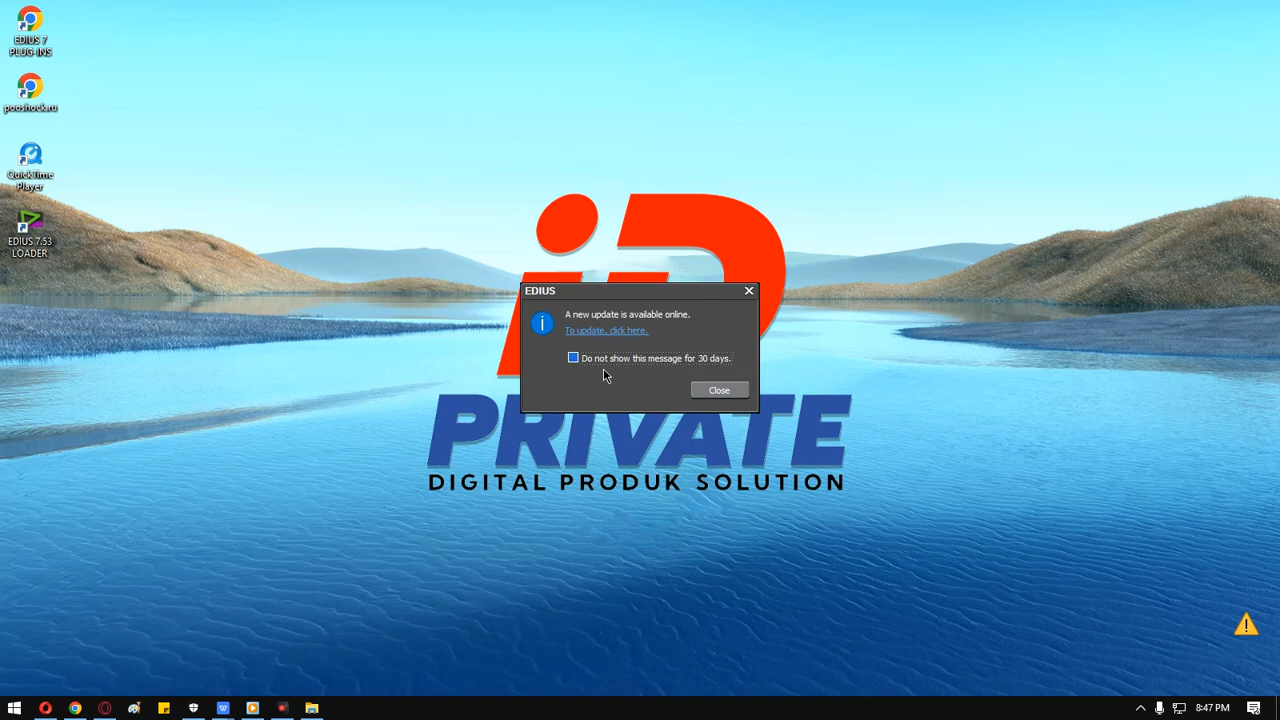 EDIUS 7
PLUG-INS
pooshock.ru
QuickTime
Player
EDIUS 7.53
LOADER
EDIUS
A new update is available online.
To update, click here.
Do not show this message for 30 days.
Close
iD
PRIVATE
DIGITAL PRODUK SOLUTION
8:47 PM